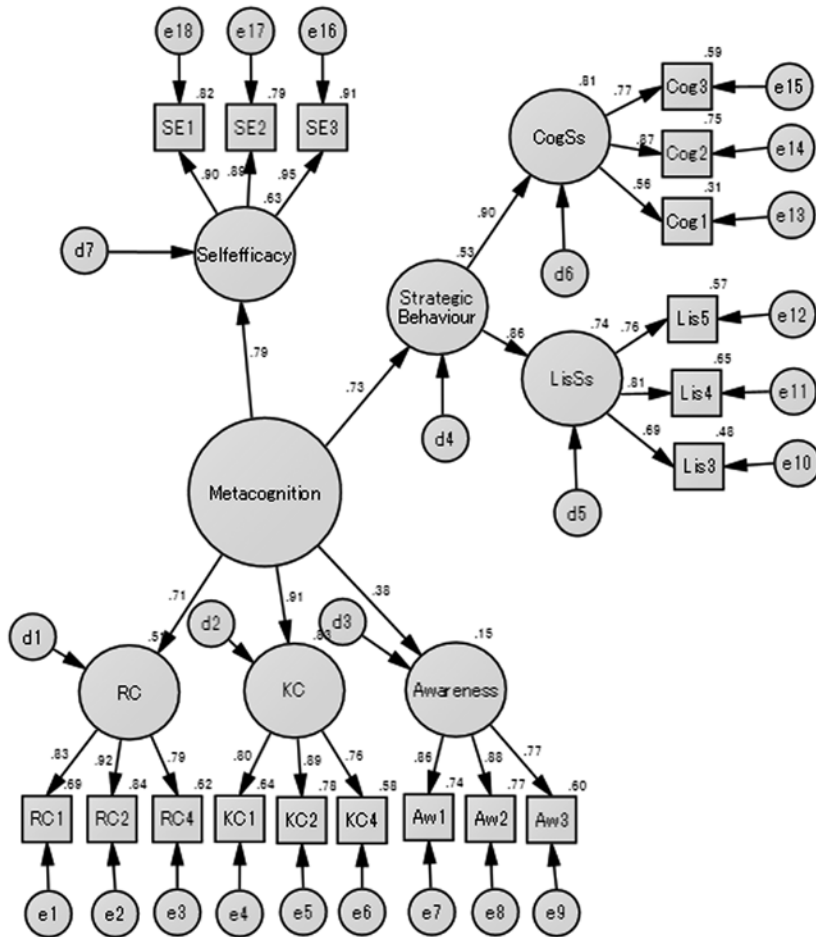 e18 e17 e16
.82 .79 .91
SE1 SE2 SE3
.90 .89 .95
.63
Selfefficacy
d7
.79
.59
.81 .77 Cog3 e15
.75
CogSs .87 Cog2 e14
.56 .31
Cog1 e13
.90
d6
.53
Strategic
Behaviour
.57
.86 .74 .76 Lis5 e12
.65
LisSs .81 Lis4 e11
.69 .48
Lis3 e10
.73
d4
d5
Metacognition
.71 .91 .38
d1 d2 d3
.83 .15
RC KC Awareness
.83 .92 .79 .80 .89 .76 .86 .88 .77
.69 .84 .62 .64 .78 .58 .74 .77 .60
RC1 RC2 RC4 KC1 KC2 KC4 Aw1 Aw2 Aw3
e1 e2 e3 e4 e5 e6 e7 e8 e9